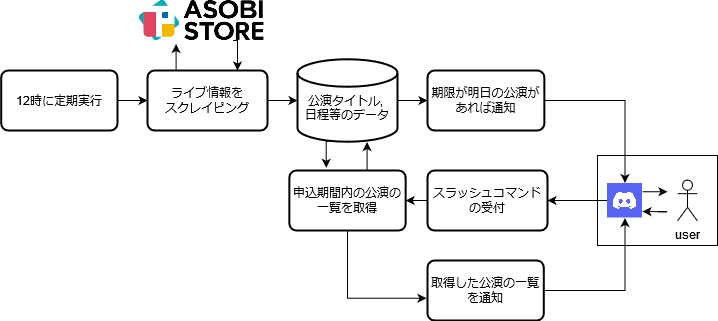 ASOBI
STORE
12時に定期実行
ライブ情報を
スクレイピング
公演タイトル,
日程等のデータ
期限が明日の公演が
あれば通知
申込期間内の公演の
一覧を取得
スラッシュコマンド
の受付
user
取得した公演の一覧
を通知